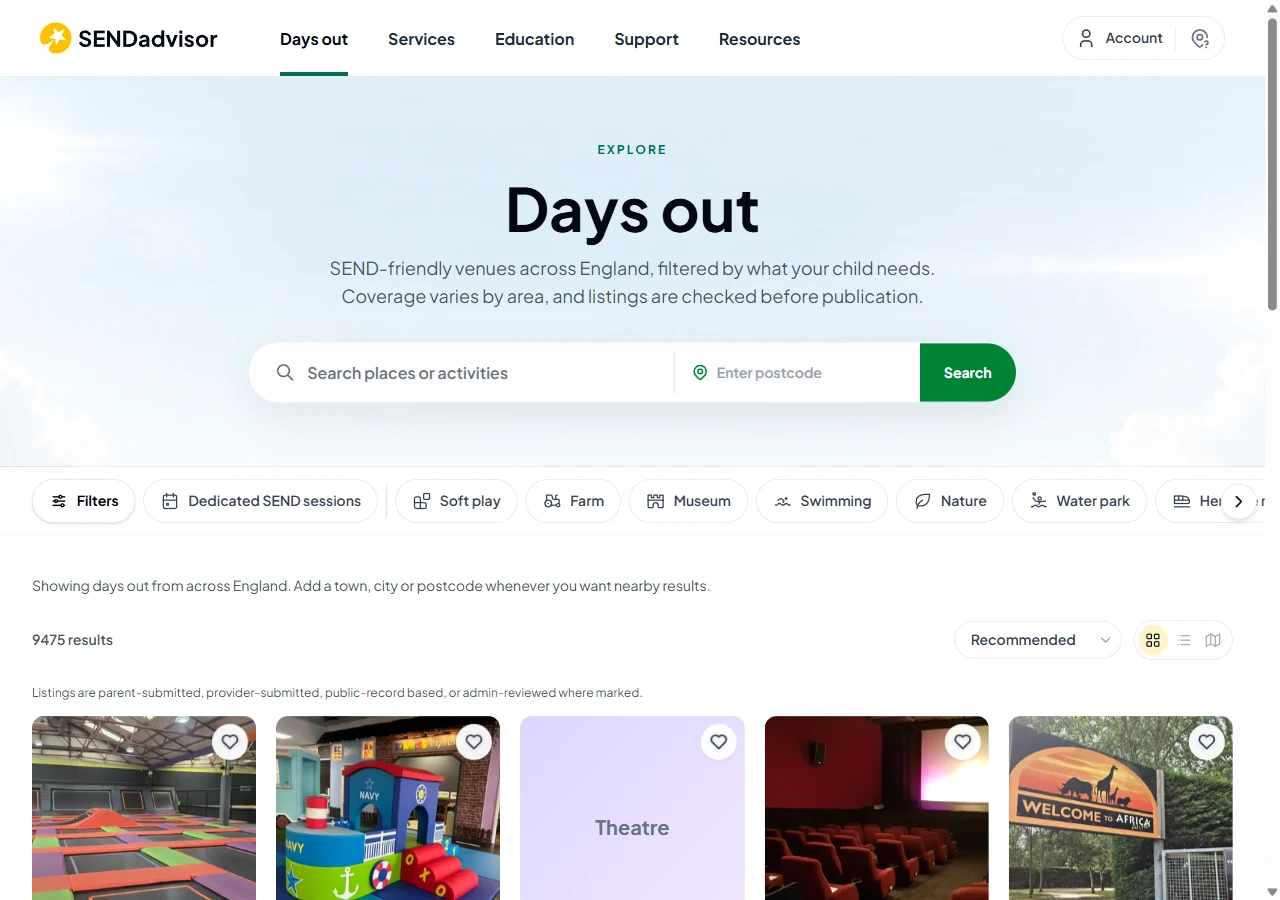 SENDadvisor
Days out
Services
Education
Support
Resources
Account
EXPLORE
Days out
SEND-friendly venues across England, filtered by what your child needs.
Coverage varies by area, and listings are checked before publication.
Search places or activities
Enter postcode
Search
Filters
Dedicated SEND sessions
Soft play
Farm
Museum
Swimming
Nature
Water park
Showing days out from across England. Add a town, city or postcode whenever you want nearby results.
9475 results
Recommended
Listings are parent-submitted, provider-submitted, public-record based, or admin-reviewed where marked.
NAVY
NAVY
Theatre
WELCOME TO AFRICA